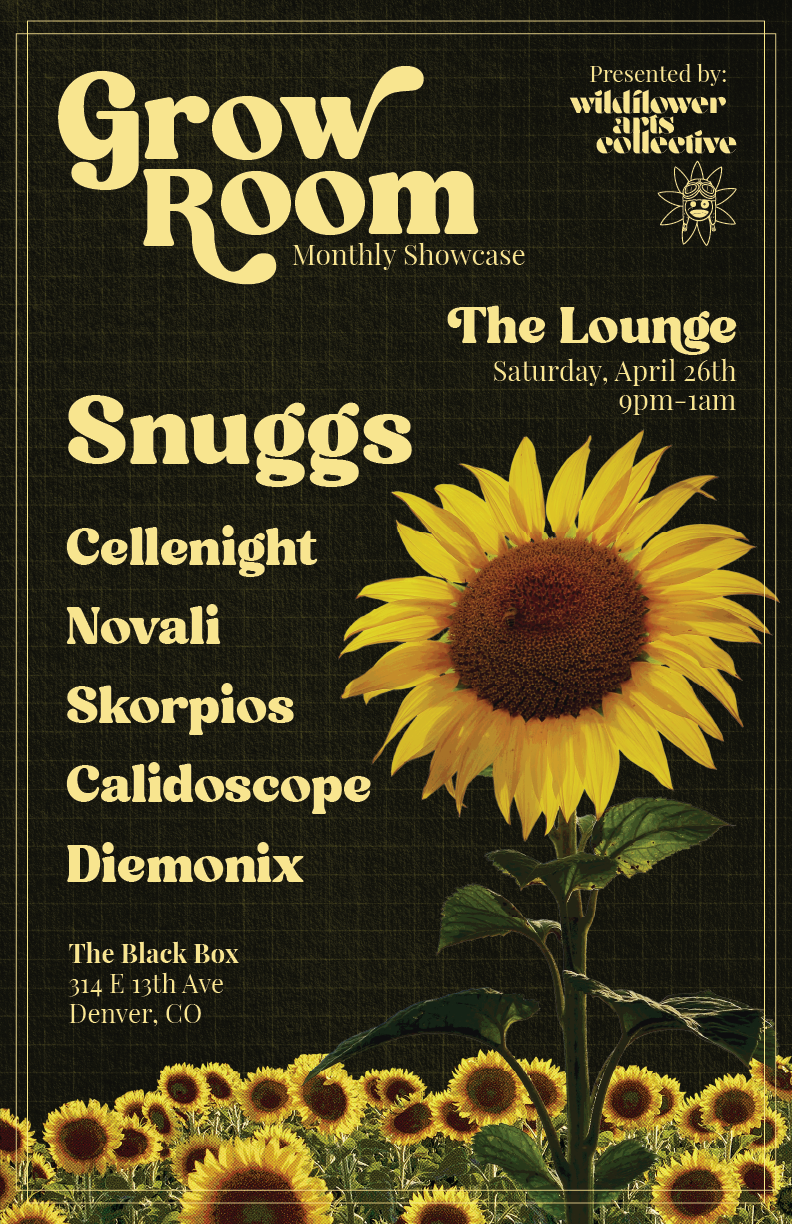 Grow
Room
Monthly Showcase
Presented by:
wildflower
arts
collective
The Lounge
Saturday, April 26th
9pm-1am
Snuggs
Cellenight
Novali
Skorpios
Calidoscope
Diemonix
The Black Box
314 E 13th Ave
Denver, CO